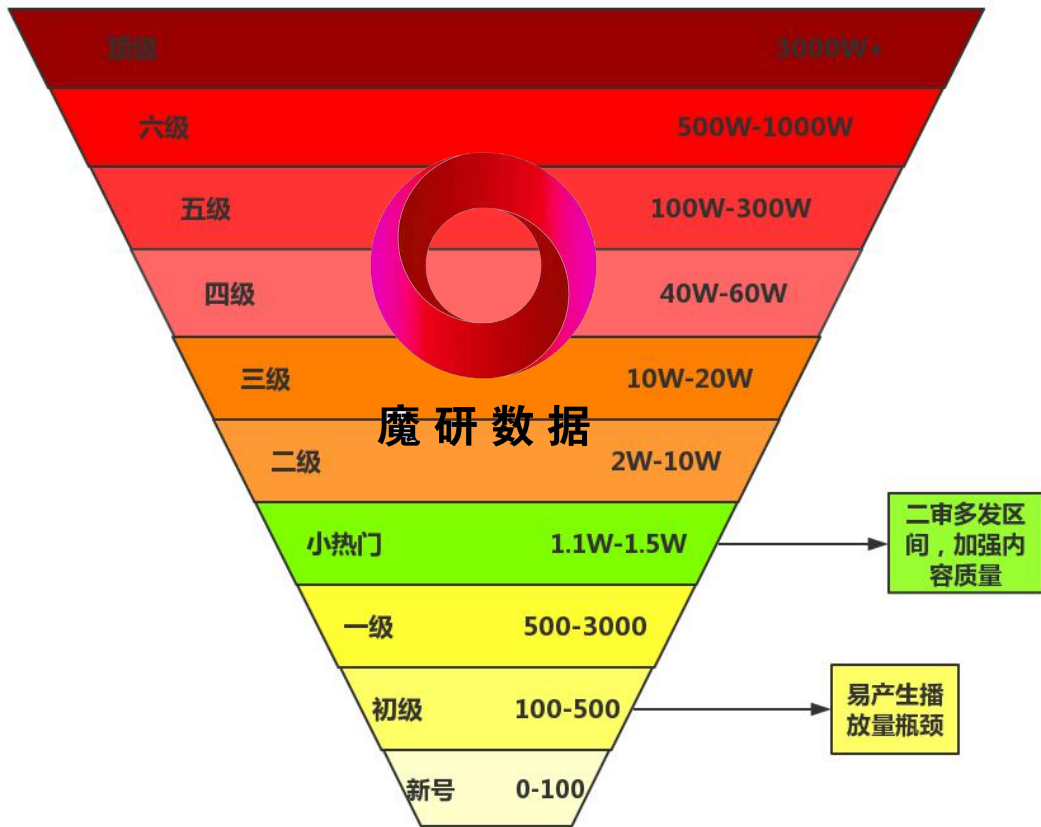 顶级 3000W+
六级 500W-1000W
五级 100W-300W
四级 40W-60W
三级 10W-20W
魔研数据
二级 2W-10W
小热门 1.1W-1.5W
二审多发区
间，加强内
容质量
一级 500-3000
初级 100-500
易产生播
放量瓶颈
新号 0-100